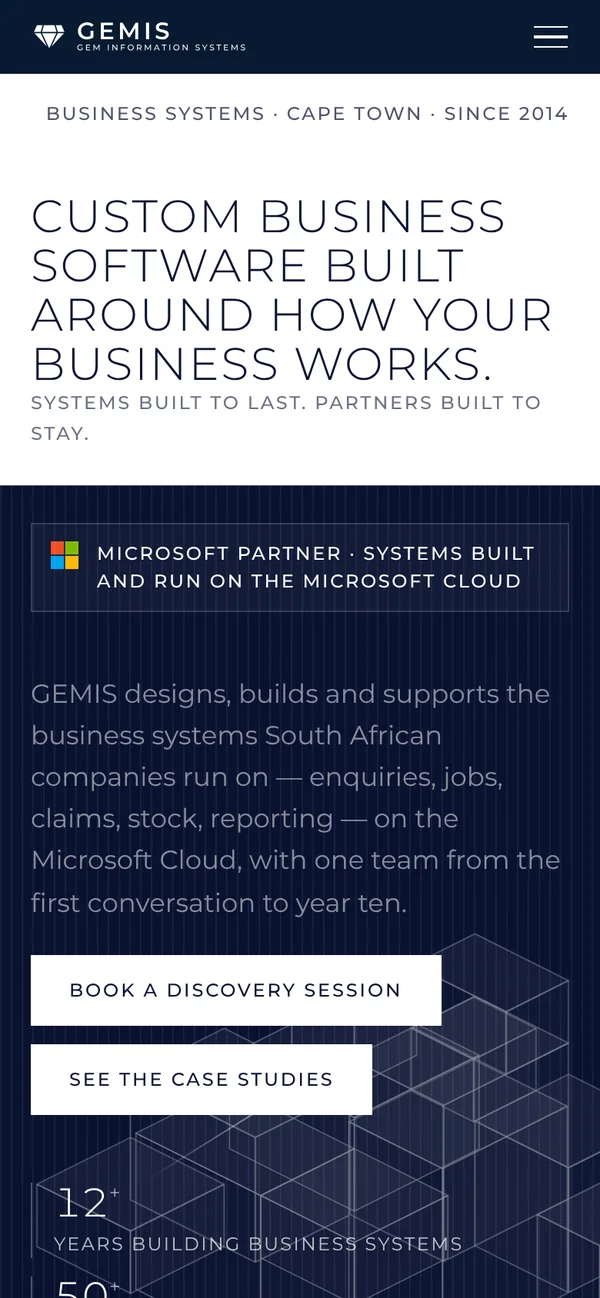 GEMIS
GEM INFORMATION SYSTEMS
BUSINESS SYSTEMS · CAPE TOWN · SINCE 2014
CUSTOM BUSINESS
SOFTWARE BUILT
AROUND HOW YOUR
BUSINESS WORKS.
SYSTEMS BUILT TO LAST. PARTNERS BUILT TO
STAY.
MICROSOFT PARTNER · SYSTEMS BUILT
AND RUN ON THE MICROSOFT CLOUD
GEMIS designs, builds and supports the
business systems South African
companies run on — enquiries, jobs,
claims, stock, reporting — on the
Microsoft Cloud, with one team from the
first conversation to year ten.
BOOK A DISCOVERY SESSION
SEE THE CASE STUDIES
12+
YEARS BUILDING BUSINESS SYSTEMS
50+